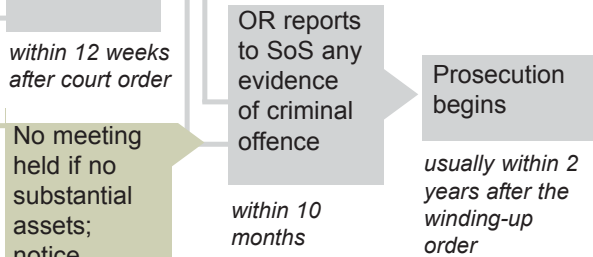 within 12 weeks
after court order
No meeting
held if no
substantial
assets;
notice
OR reports
to SoS any
evidence
of criminal
offence
within 10
months
Prosecution
begins
usually within 2
years after the
winding-up
order